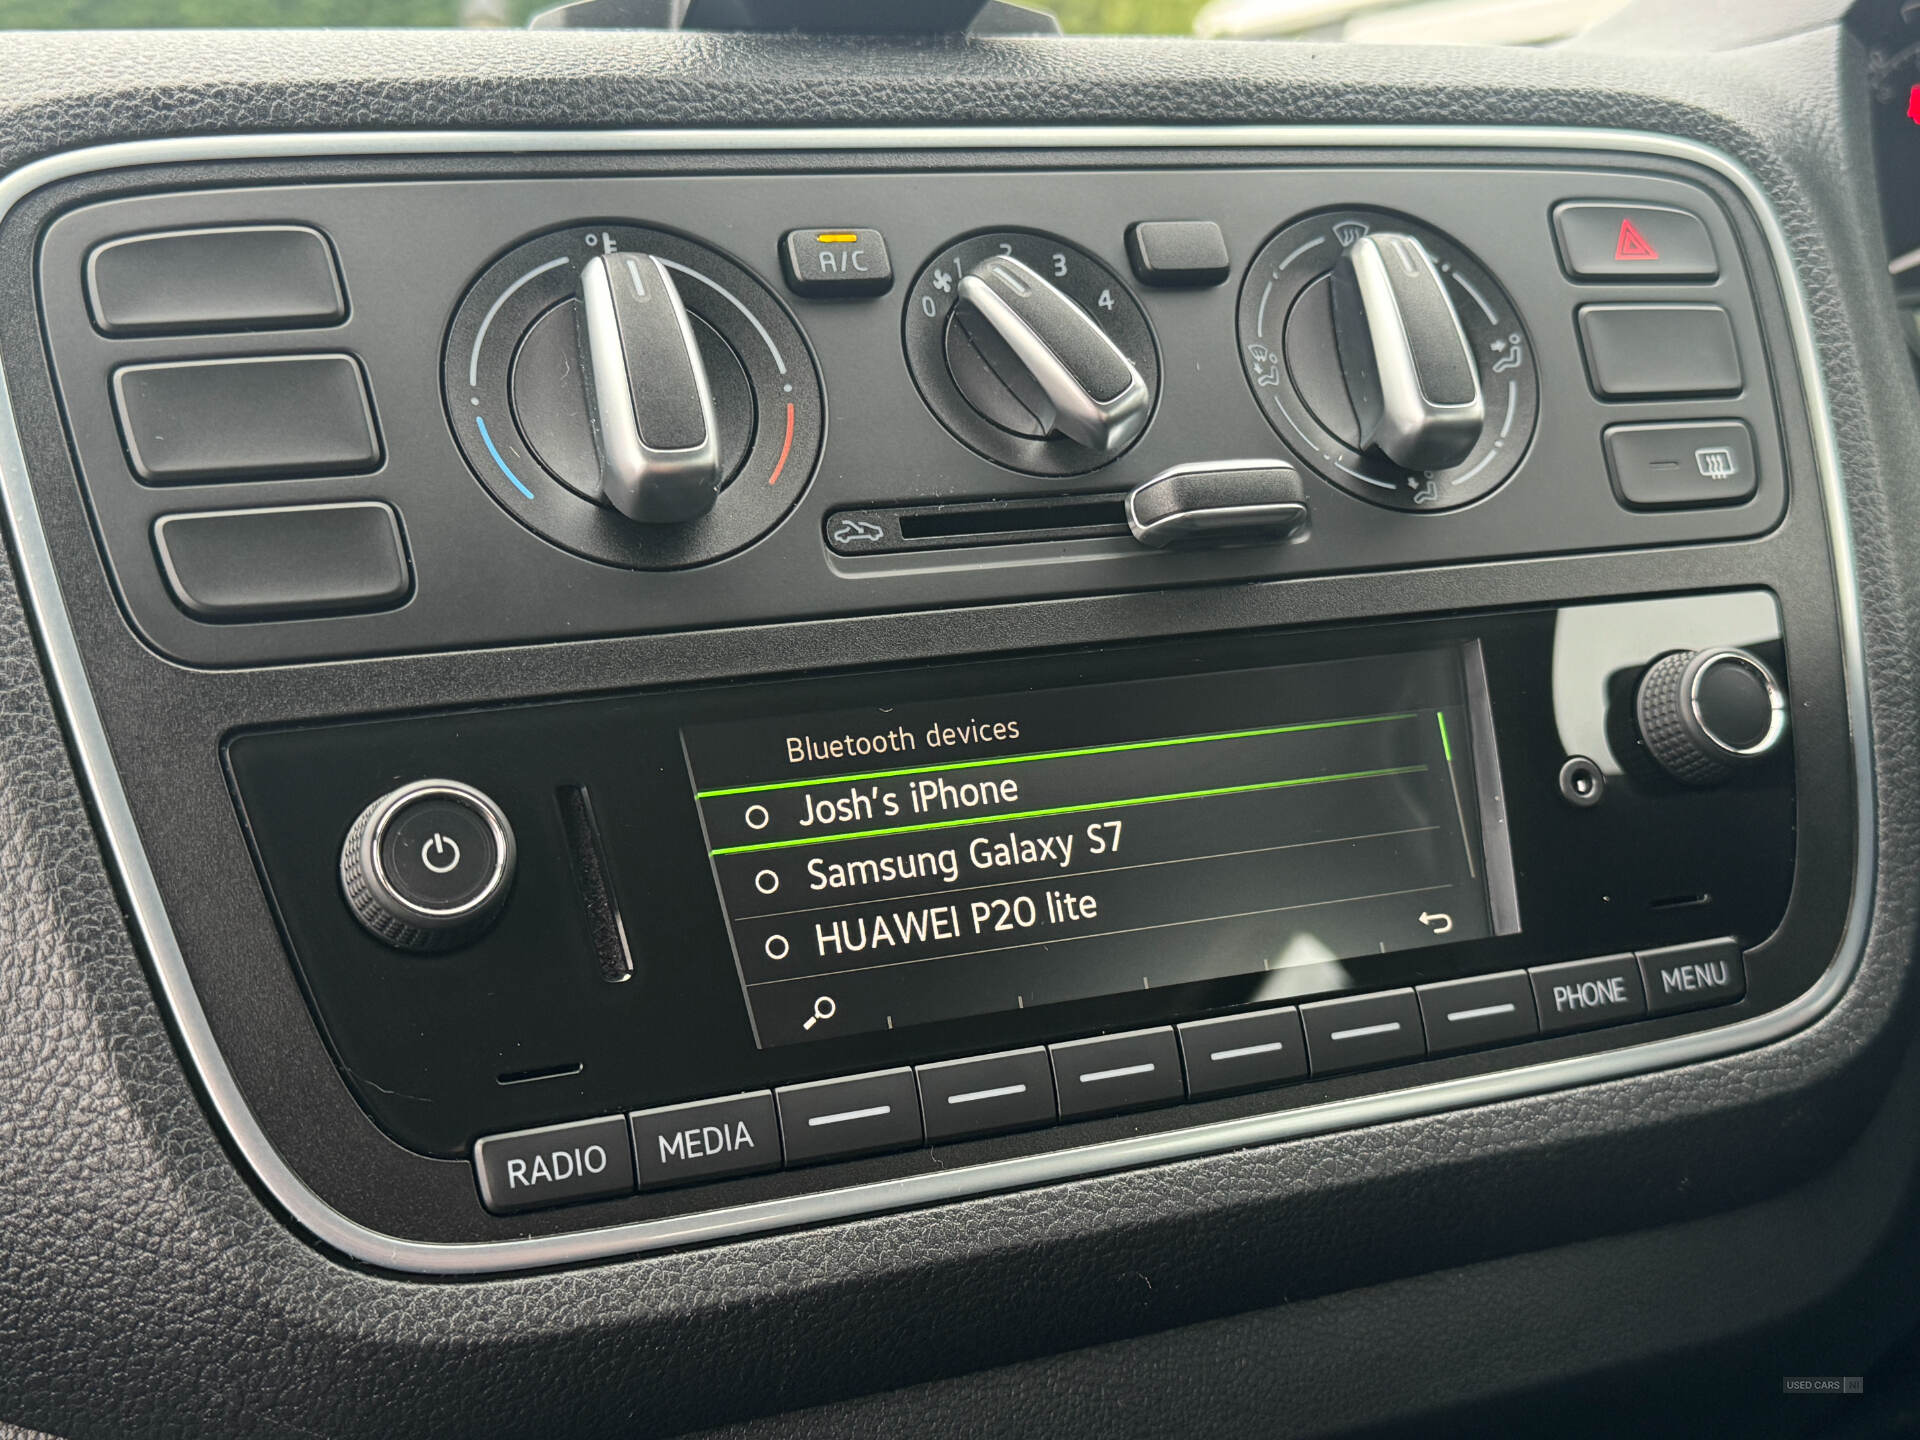 A/C
0 1 2 3 4
Bluetooth devices
Josh's iPhone
Samsung Galaxy S7
HUAWEI P20 lite
RADIO MEDIA PHONE MENU
USED CARS NI